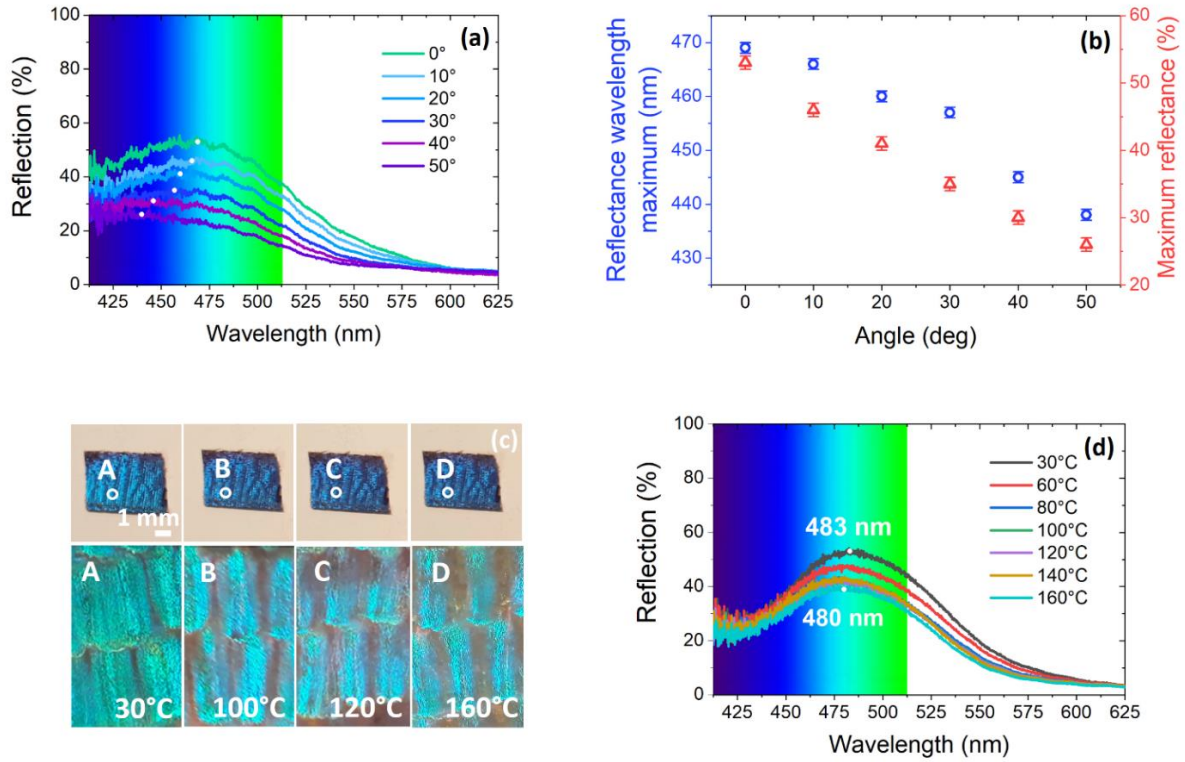 (a)
Reflection (%)
100
80
60
40
20
0
0°
10°
20°
30°
40°
50°
425 450 475 500 525 550 575 600 625
Wavelength (nm)
(b)
Reflectance wavelength
maximum (nm)
470
460
450
440
430
Maximum reflectance (%)
60
50
40
30
20
0 10 20 30 40 50
Angle (deg)
(c)
A B C D
1 mm
A B C D
30°C 100°C 120°C 160°C
(d)
Reflection (%)
100
80
60
40
20
0
30°C
60°C
80°C
100°C
120°C
140°C
160°C
483 nm
480 nm
425 450 475 500 525 550 575 600 625
Wavelength (nm)